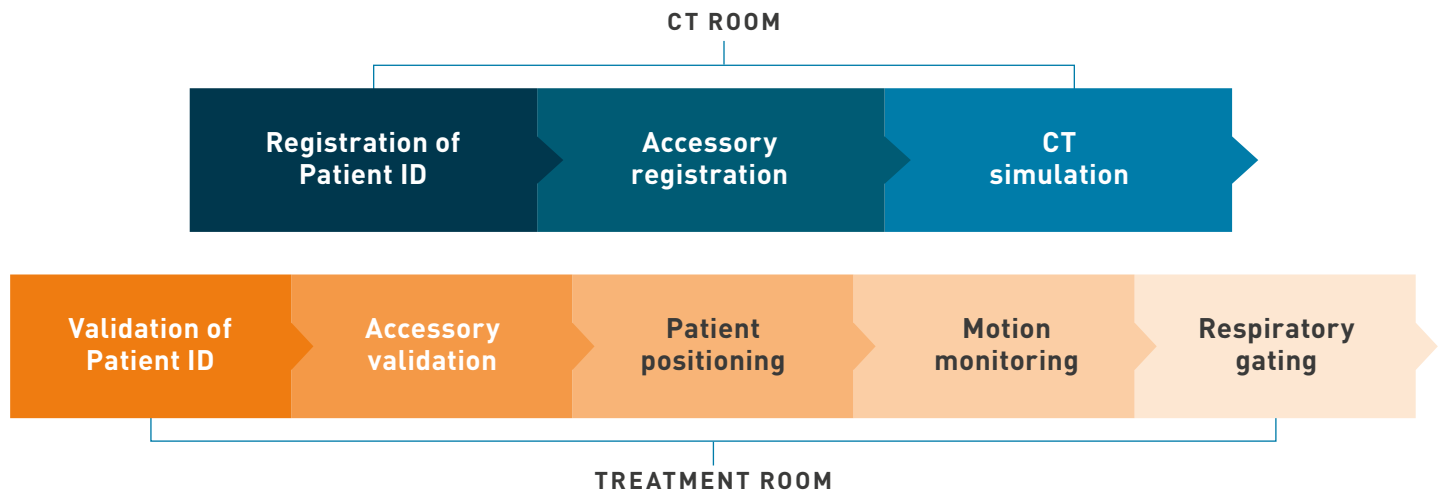 CT ROOM
Registration of
Patient ID
Accessory
registration
CT
simulation
Validation of
Patient ID
Accessory
validation
Patient
positioning
Motion
monitoring
Respiratory
gating
TREATMENT ROOM